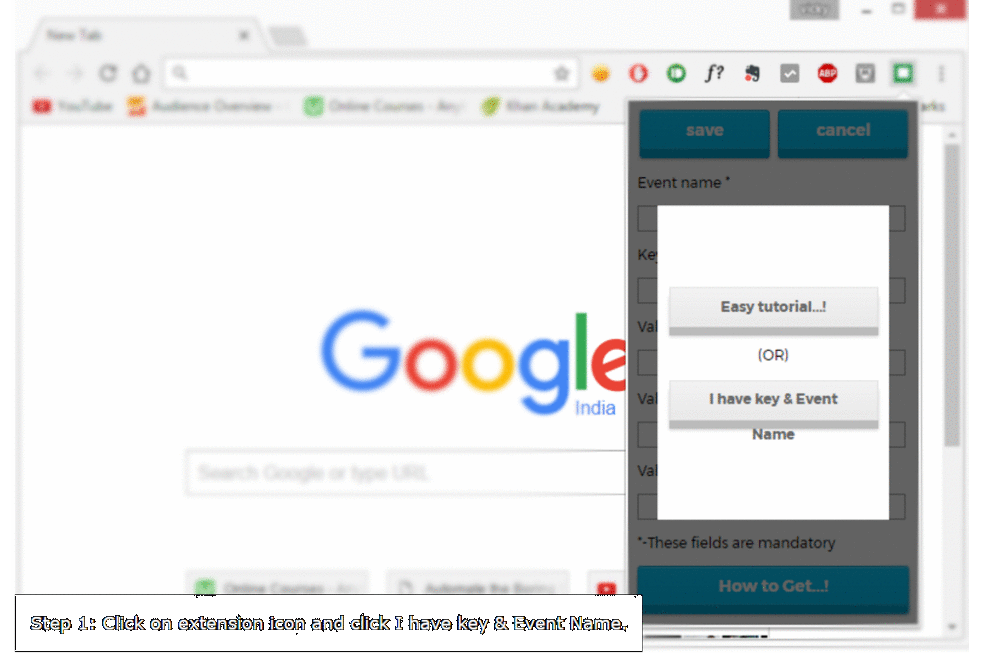 vicky
New Tab
YouTube
Audience Overview -
Online Courses - Any
Khan Academy
arks
f?
ABP
save
cancel
Event name *
Key
Val
Val
Val
Easy tutorial...!
(OR)
I have key & Event
Name
*-These fields are mandatory
How to Get...!
Google
India
Search Google or type URL
Online Courses - An
Automate the Boring
Step 1: Click on extension icon and click I have key & Event Name.